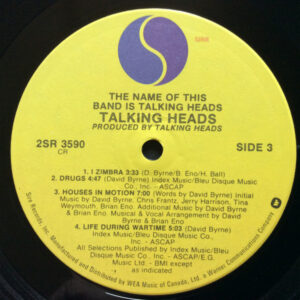 sire
THE NAME OF THIS
BAND IS TALKING HEADS
TALKING HEADS
PRODUCED BY TALKING HEADS
2SR 3590
CR
SIDE 3
1. I ZIMBRA 3:33 (D. Byrne/B. Eno/H. Ball)
2. DRUGS 4:47 (David Byrne) Index Music/Bleu Disque Music
Co., Inc. - ASCAP
3. HOUSES IN MOTION 7:00 (Words by David Byrne) Initial
Music by David Byrne, Chris Frantz, Jerry Harrison, Tina
Weymouth, Brian Eno. Additional Music by David Byrne
& Brian Eno. Musical & Vocal Arrangement by David
Byrne & Brian Eno.
4. LIFE DURING WARTIME 5:03 (David Byrne)
Index Music/Bleu Disque Music Co., Inc. - ASCAP
All Selections Published by Index Music/Bleu
Disque Music Co., Inc. - ASCAP/E.G.
Music Ltd. - BMI except
as indicated
Sire Records, Inc. Manufactured and Distributed by WEA Music of Canada, Ltd. a Warner Communications Company